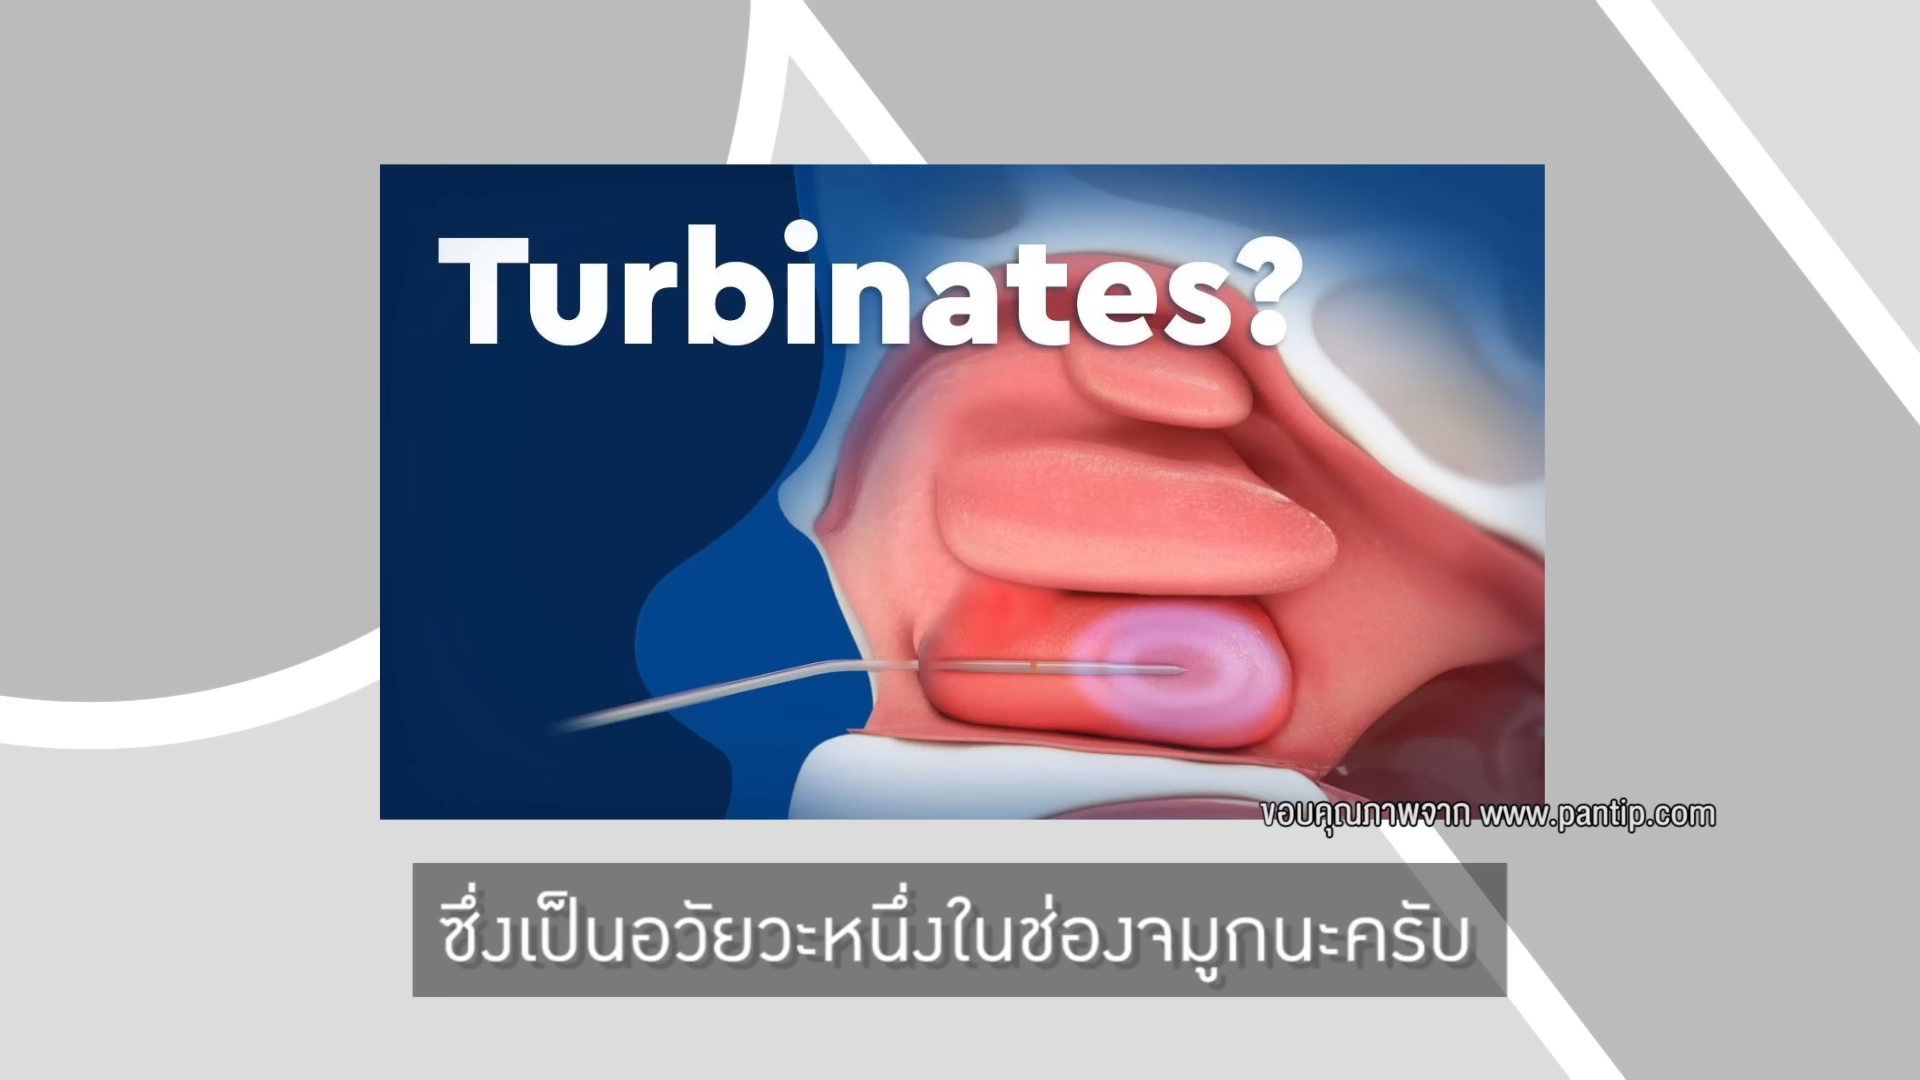 Turbinates?
ขอบคุณภาพจาก www.pantip.com
ซึ่งเป็นอวัยวะหนึ่งในช่องจมูกนะครับ